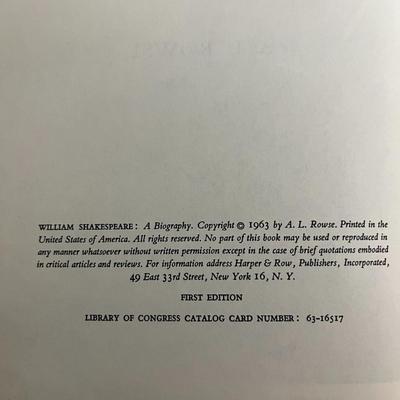 WILLIAM SHAKESPEARE: A Biography. Copyright © 1963 by A. L. Rowse. Printed in the
United States of America. All rights reserved. No part of this book may be used or reproduced in
any manner whatsoever without written permission except in the case of brief quotations embodied
in critical articles and reviews. For information address Harper & Row, Publishers, Incorporated,
49 East 33rd Street, New York 16, N. Y.
FIRST EDITION
LIBRARY OF CONGRESS CATALOG CARD NUMBER: 63-16517